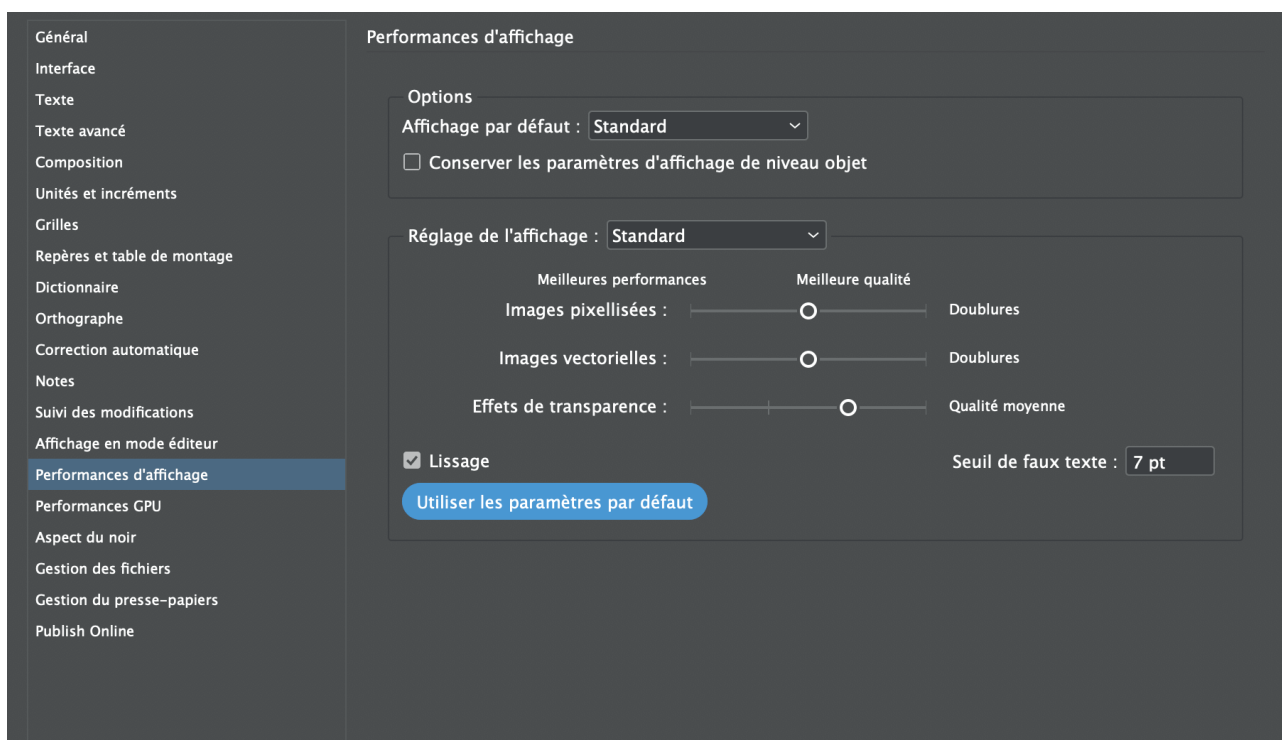 Général
Interface
Texte
Texte avancé
Composition
Unités et incréments
Grilles
Repères et table de montage
Dictionnaire
Orthographe
Correction automatique
Notes
Suivi des modifications
Affichage en mode éditeur
Performances d'affichage
Performances GPU
Aspect du noir
Gestion des fichiers
Gestion du presse-papiers
Publish Online
Performances d'affichage
Options
Affichage par défaut : Standard
Conserver les paramètres d'affichage de niveau objet
Réglage de l'affichage : Standard
Meilleures performances Meilleure qualité
Images pixellisées : Doublures
Images vectorielles : Doublures
Effets de transparence : Qualité moyenne
Lissage Seuil de faux texte : 7 pt
Utiliser les paramètres par défaut